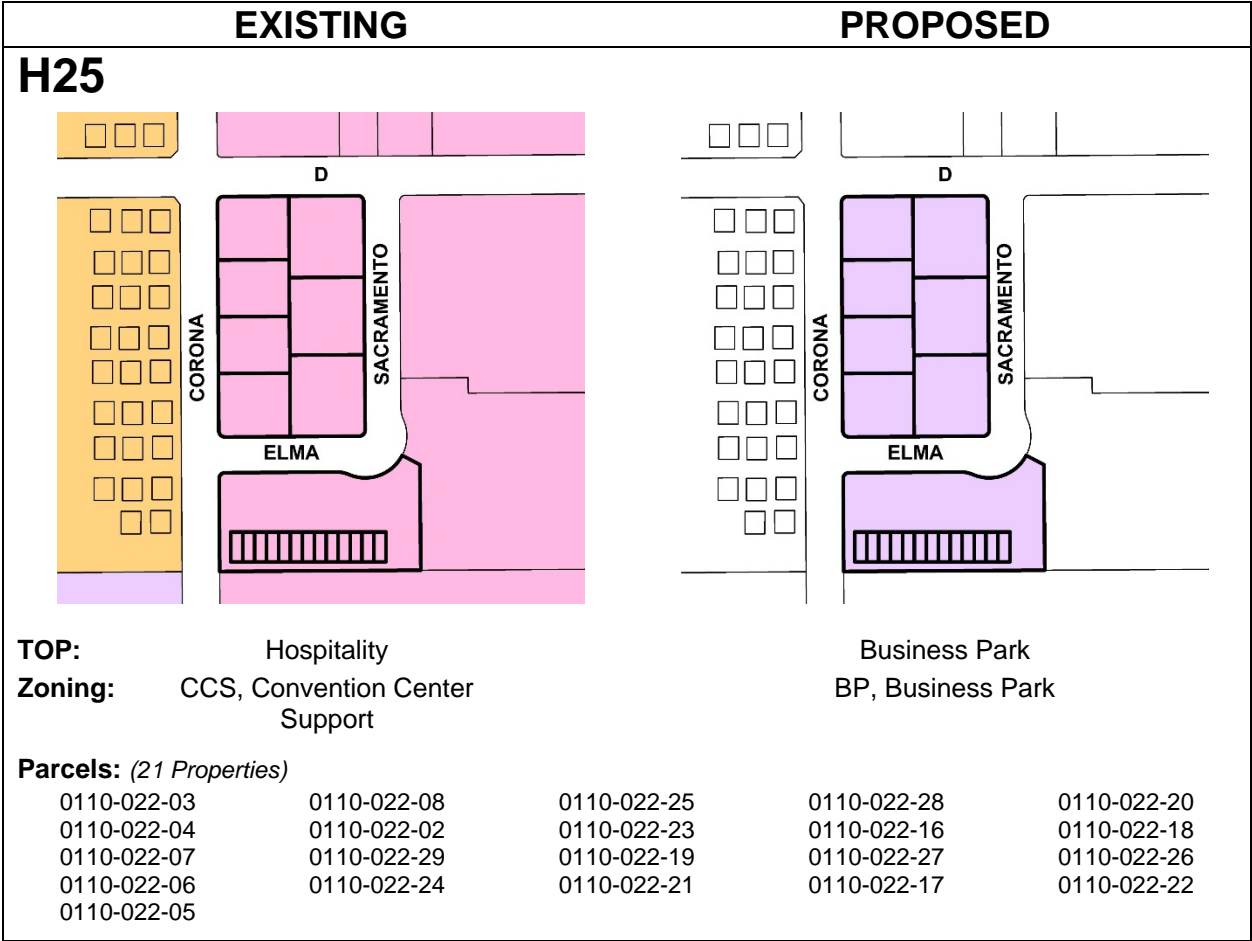 EXISTING PROPOSED
H25
D
CORONA
SACRAMENTO
ELMA
D
CORONA
SACRAMENTO
ELMA
TOP: Hospitality Business Park
Zoning: CCS, Convention Center Support BP, Business Park
Parcels: (21 Properties)
0110-022-03 0110-022-08 0110-022-25 0110-022-28 0110-022-20
0110-022-04 0110-022-02 0110-022-23 0110-022-16 0110-022-18
0110-022-07 0110-022-29 0110-022-19 0110-022-27 0110-022-26
0110-022-06 0110-022-24 0110-022-21 0110-022-17 0110-022-22
0110-022-05